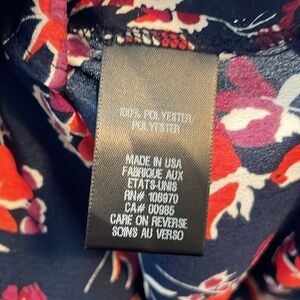 100% POLYESTER/
POLYESTER
MADE IN USA
FABRIQUE AUX
ETATS-UNIS
RN# 108970
CA# 00985
CARE ON REVERSE
SOINS AU VERSO